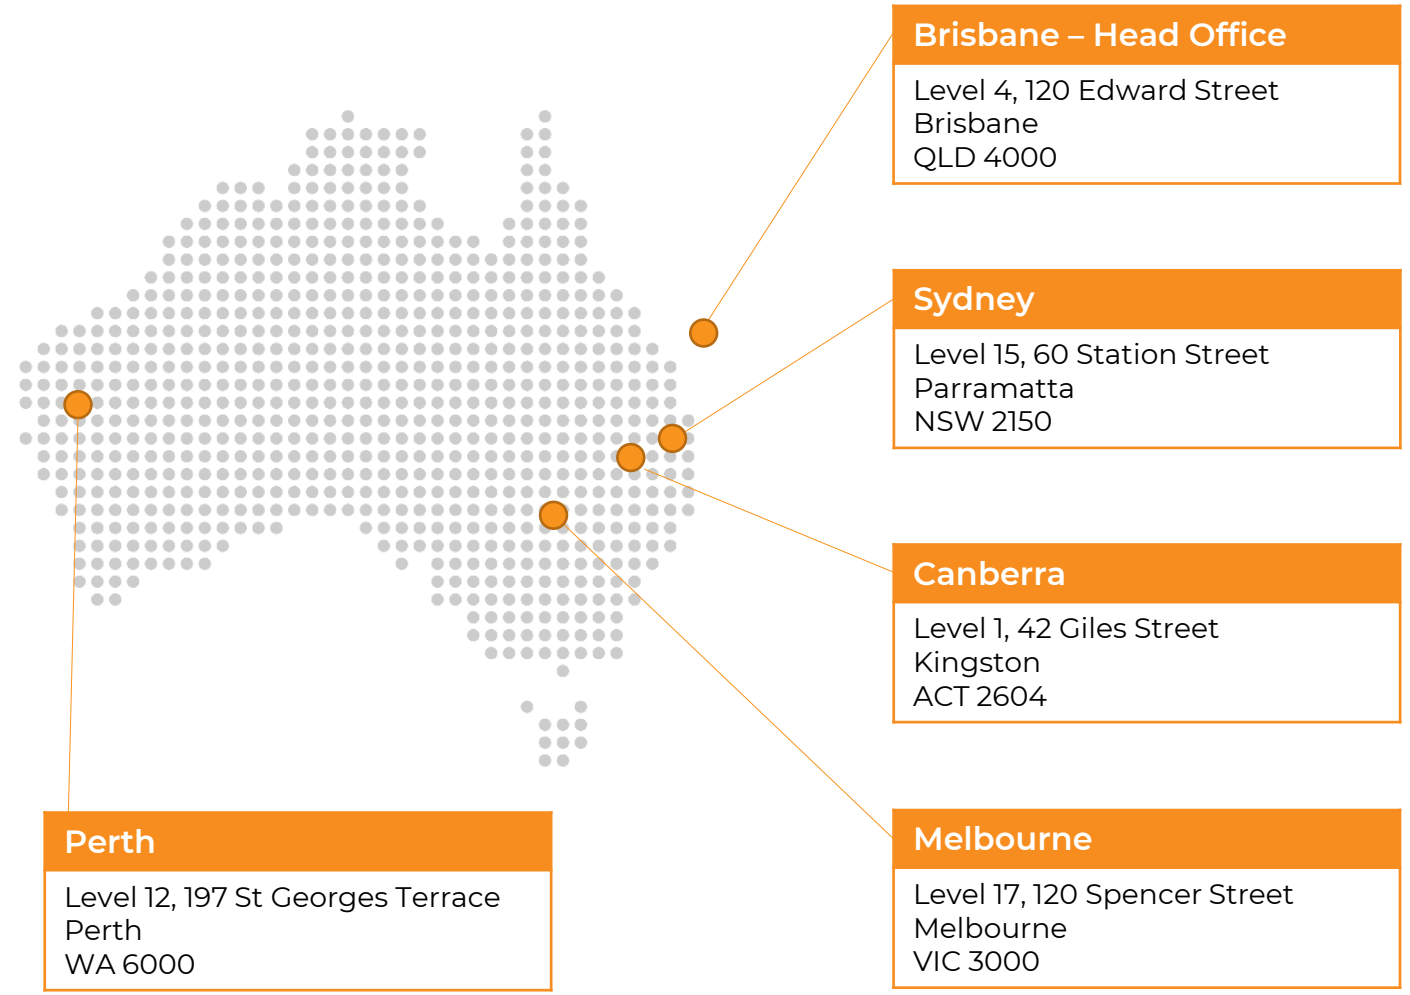 Brisbane – Head Office
Level 4, 120 Edward Street
Brisbane
QLD 4000
Sydney
Level 15, 60 Station Street
Parramatta
NSW 2150
Canberra
Level 1, 42 Giles Street
Kingston
ACT 2604
Melbourne
Level 17, 120 Spencer Street
Melbourne
VIC 3000
Perth
Level 12, 197 St Georges Terrace
Perth
WA 6000